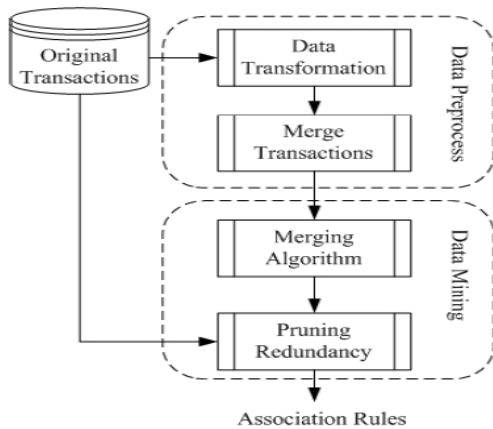 Original
Transactions
Data
Transformation
Merge
Transactions
Data Preprocess
Merging
Algorithm
Pruning
Redundancy
Data Mining
Association Rules